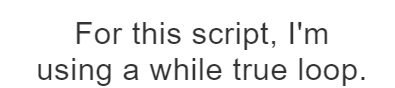 For this script, I'm
using a while true loop.